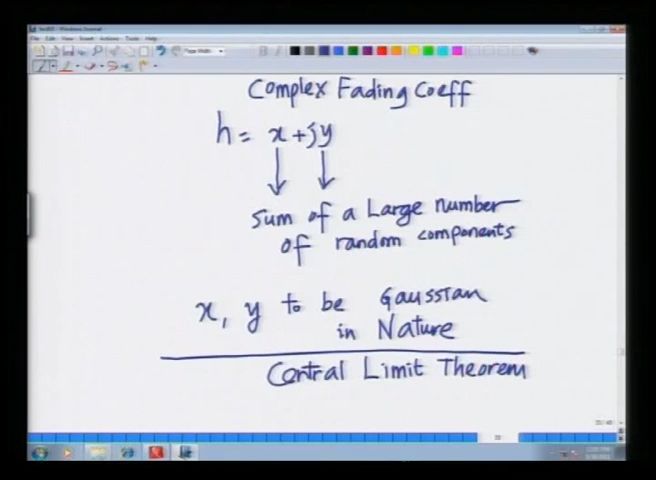 Complex Fading Coeff
h = x + jy
sum of a Large number
of random components
x, y to be Gaussian
in Nature
Central Limit Theorem